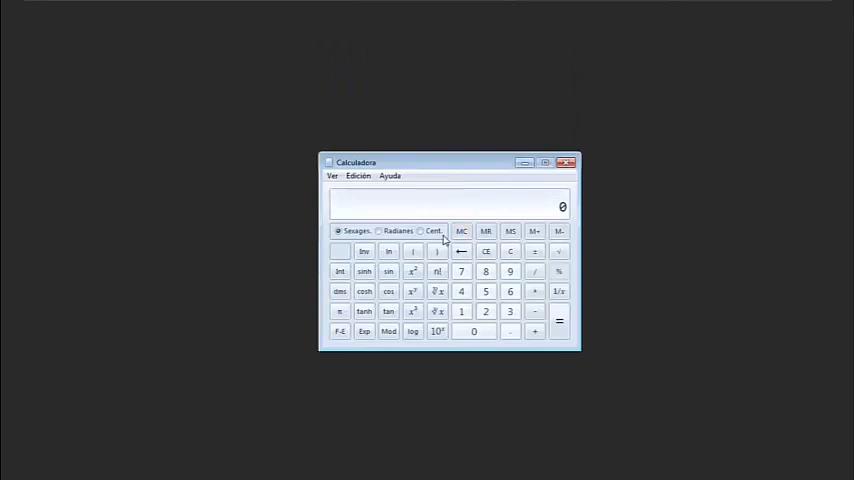 Calculadora
Ver Edición Ayuda
0
Sexages. Radianes Cent. MC MR MS M+ M-
Inv ln ( ) ← CE C ± √
Int sinh sin x² n! 7 8 9 / %
dms cosh cos xʸ ʸ√x 4 5 6 * 1/x
π tanh tan x³ ³√x 1 2 3 - =
F-E Exp Mod log 10ˣ 0 . +